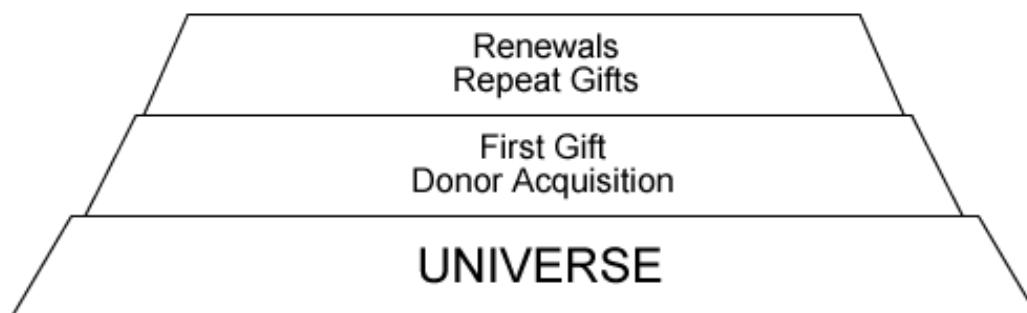 Renewals
Repeat Gifts
First Gift
Donor Acquisition
UNIVERSE